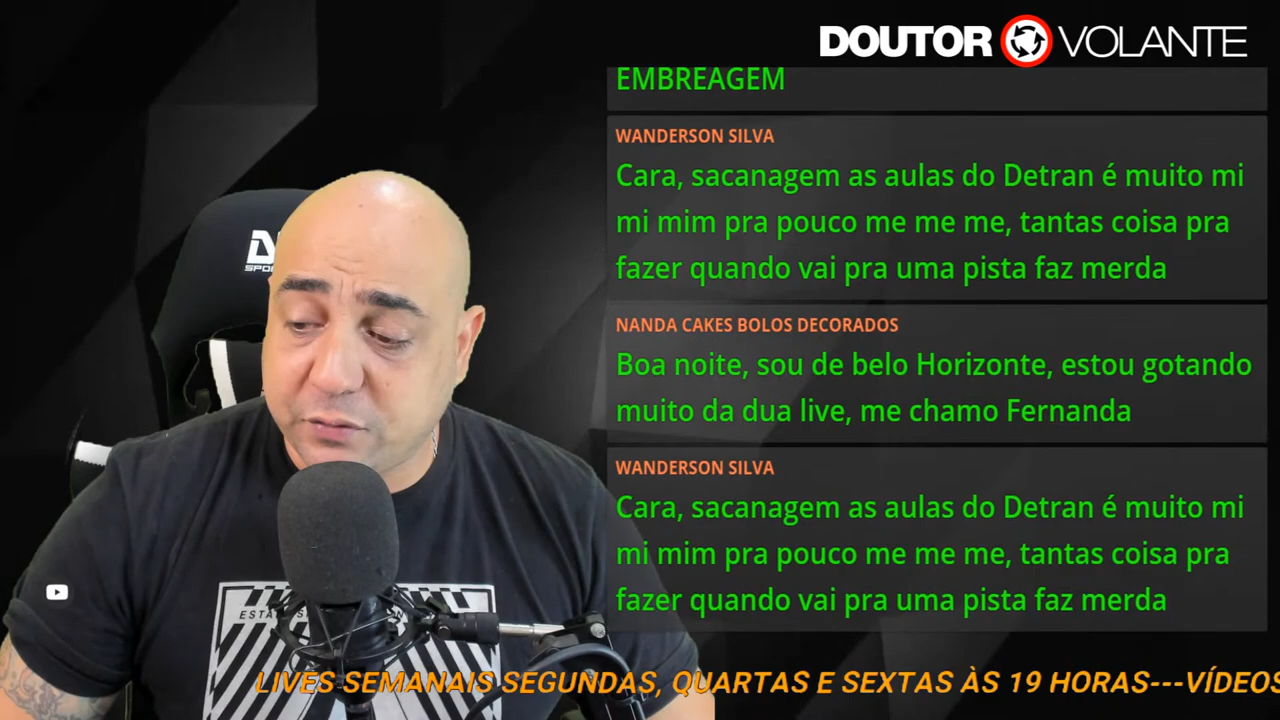 DOUTOR VOLANTE
EMBREAGEM
WANDERSON SILVA
Cara, sacanagem as aulas do Detran é muito mi
mi mim pra pouco me me me, tantas coisa pra
fazer quando vai pra uma pista faz merda
NANDA CAKES BOLOS DECORADOS
Boa noite, sou de belo Horizonte, estou gotando
muito da dua live, me chamo Fernanda
WANDERSON SILVA
Cara, sacanagem as aulas do Detran é muito mi
mi mim pra pouco me me me, tantas coisa pra
fazer quando vai pra uma pista faz merda
LIVES SEMANAIS SEGUNDAS, QUARTAS E SEXTAS ÀS 19 HORAS---VÍDEOS